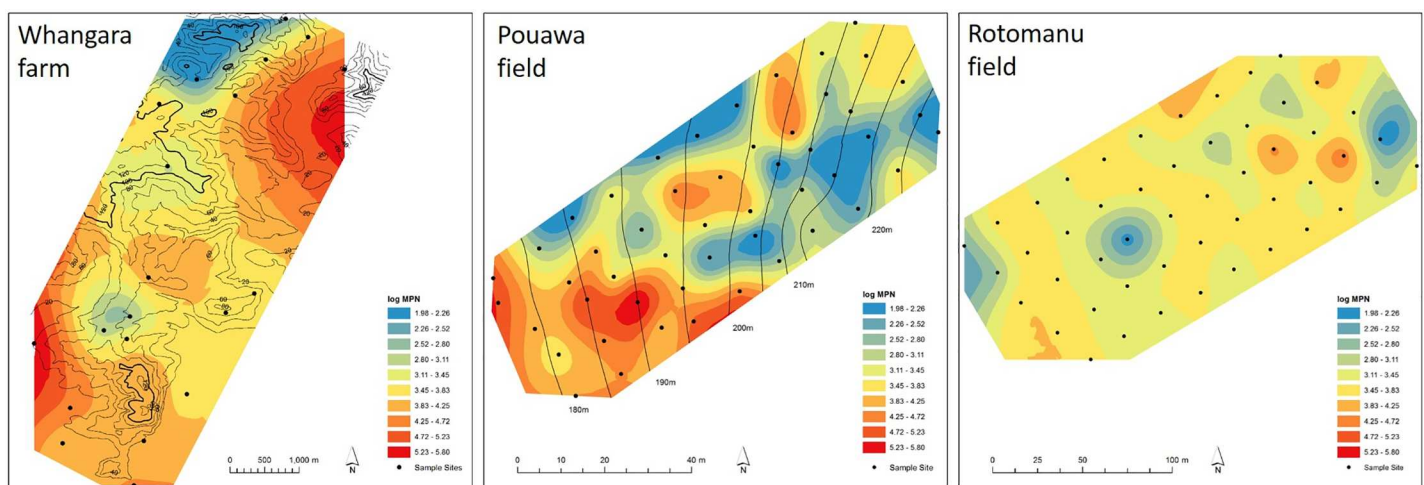 Whangara
farm
log MPN
1.98 - 2.26
2.26 - 2.52
2.52 - 2.80
2.80 - 3.11
3.11 - 3.45
3.45 - 3.83
3.83 - 4.25
4.25 - 4.72
4.72 - 5.23
5.23 - 5.80
Sample Sites
0 500 1,000 m
N
Pouawa
field
220m
210m
200m
190m
180m
log MPN
1.98 - 2.26
2.26 - 2.52
2.52 - 2.80
2.80 - 3.11
3.11 - 3.45
3.45 - 3.83
3.83 - 4.25
4.25 - 4.72
4.72 - 5.23
5.23 - 5.80
Sample Site
0 20 40 m
N
Rotomanu
field
log MPN
1.98 - 2.26
2.26 - 2.52
2.52 - 2.80
2.80 - 3.11
3.11 - 3.45
3.45 - 3.83
3.83 - 4.25
4.25 - 4.72
4.72 - 5.23
5.23 - 5.80
Sample Site
0 25 50 100 m
N